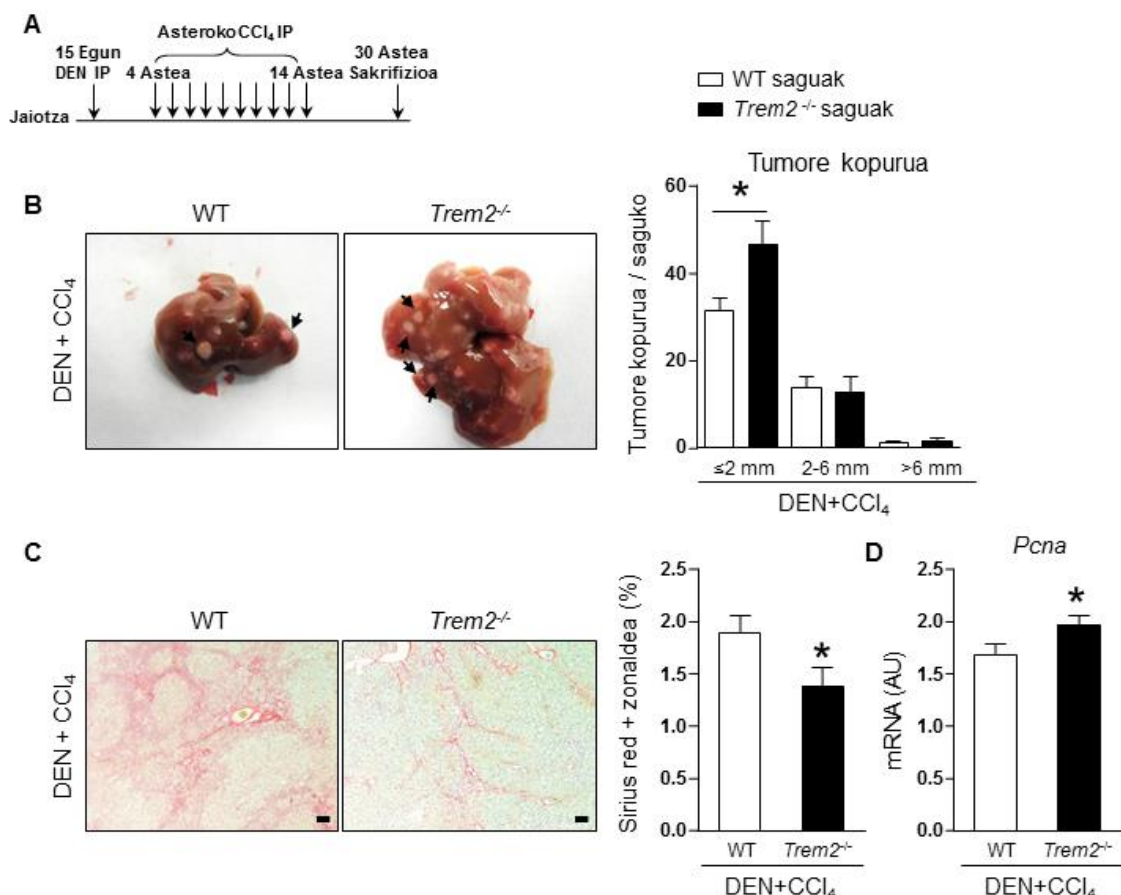 A
Asteroko CCl₄ IP
15 Egun
DEN IP
4 Astea
14 Astea
30 Astea
Sakrifizioa
Jaiotza
WT saguak
Trem2 -/- saguak
B
WT
Trem2-/-
DEN + CCl₄
Tumore kopurua
Tumore kopurua / saguko
60
40
20
0
*
≤2 mm
2-6 mm
>6 mm
DEN+CCl₄
C
WT
Trem2-/-
DEN + CCl₄
Sirius red + zonaldea (%)
2.5
2.0
1.5
1.0
0.5
0.0
*
WT
Trem2-/-
DEN+CCl₄
D
Pcna
mRNA (AU)
2.5
2.0
1.5
1.0
0.5
0.0
*
WT
Trem2-/-
DEN+CCl₄